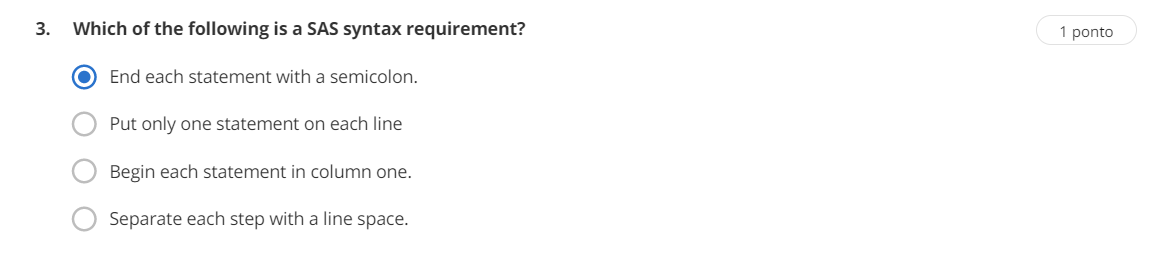 3. Which of the following is a SAS syntax requirement?
1 ponto
End each statement with a semicolon.
Put only one statement on each line
Begin each statement in column one.
Separate each step with a line space.